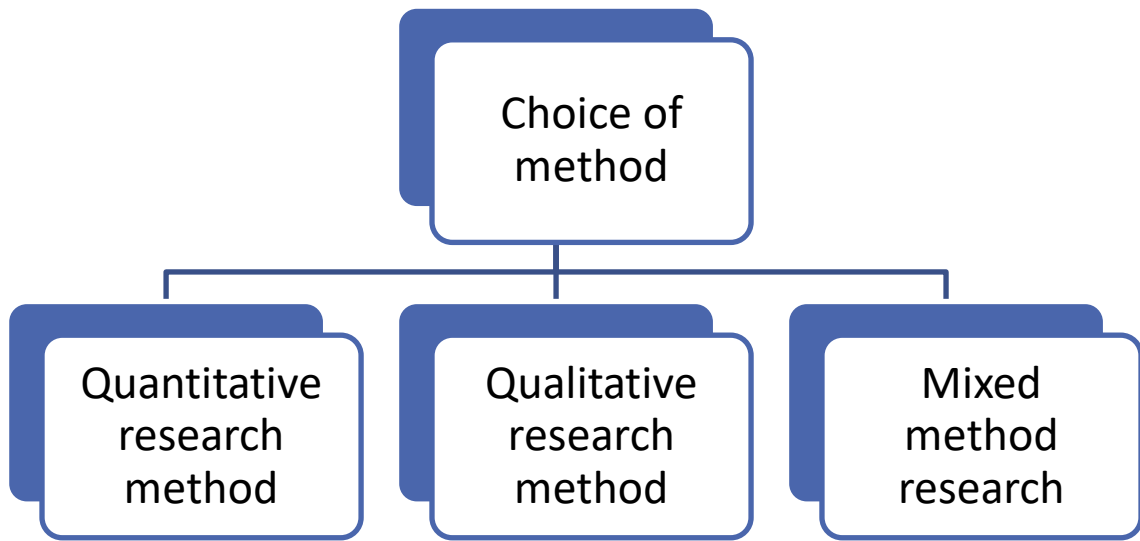 Choice of
method
Quantitative
research
method
Qualitative
research
method
Mixed
method
research